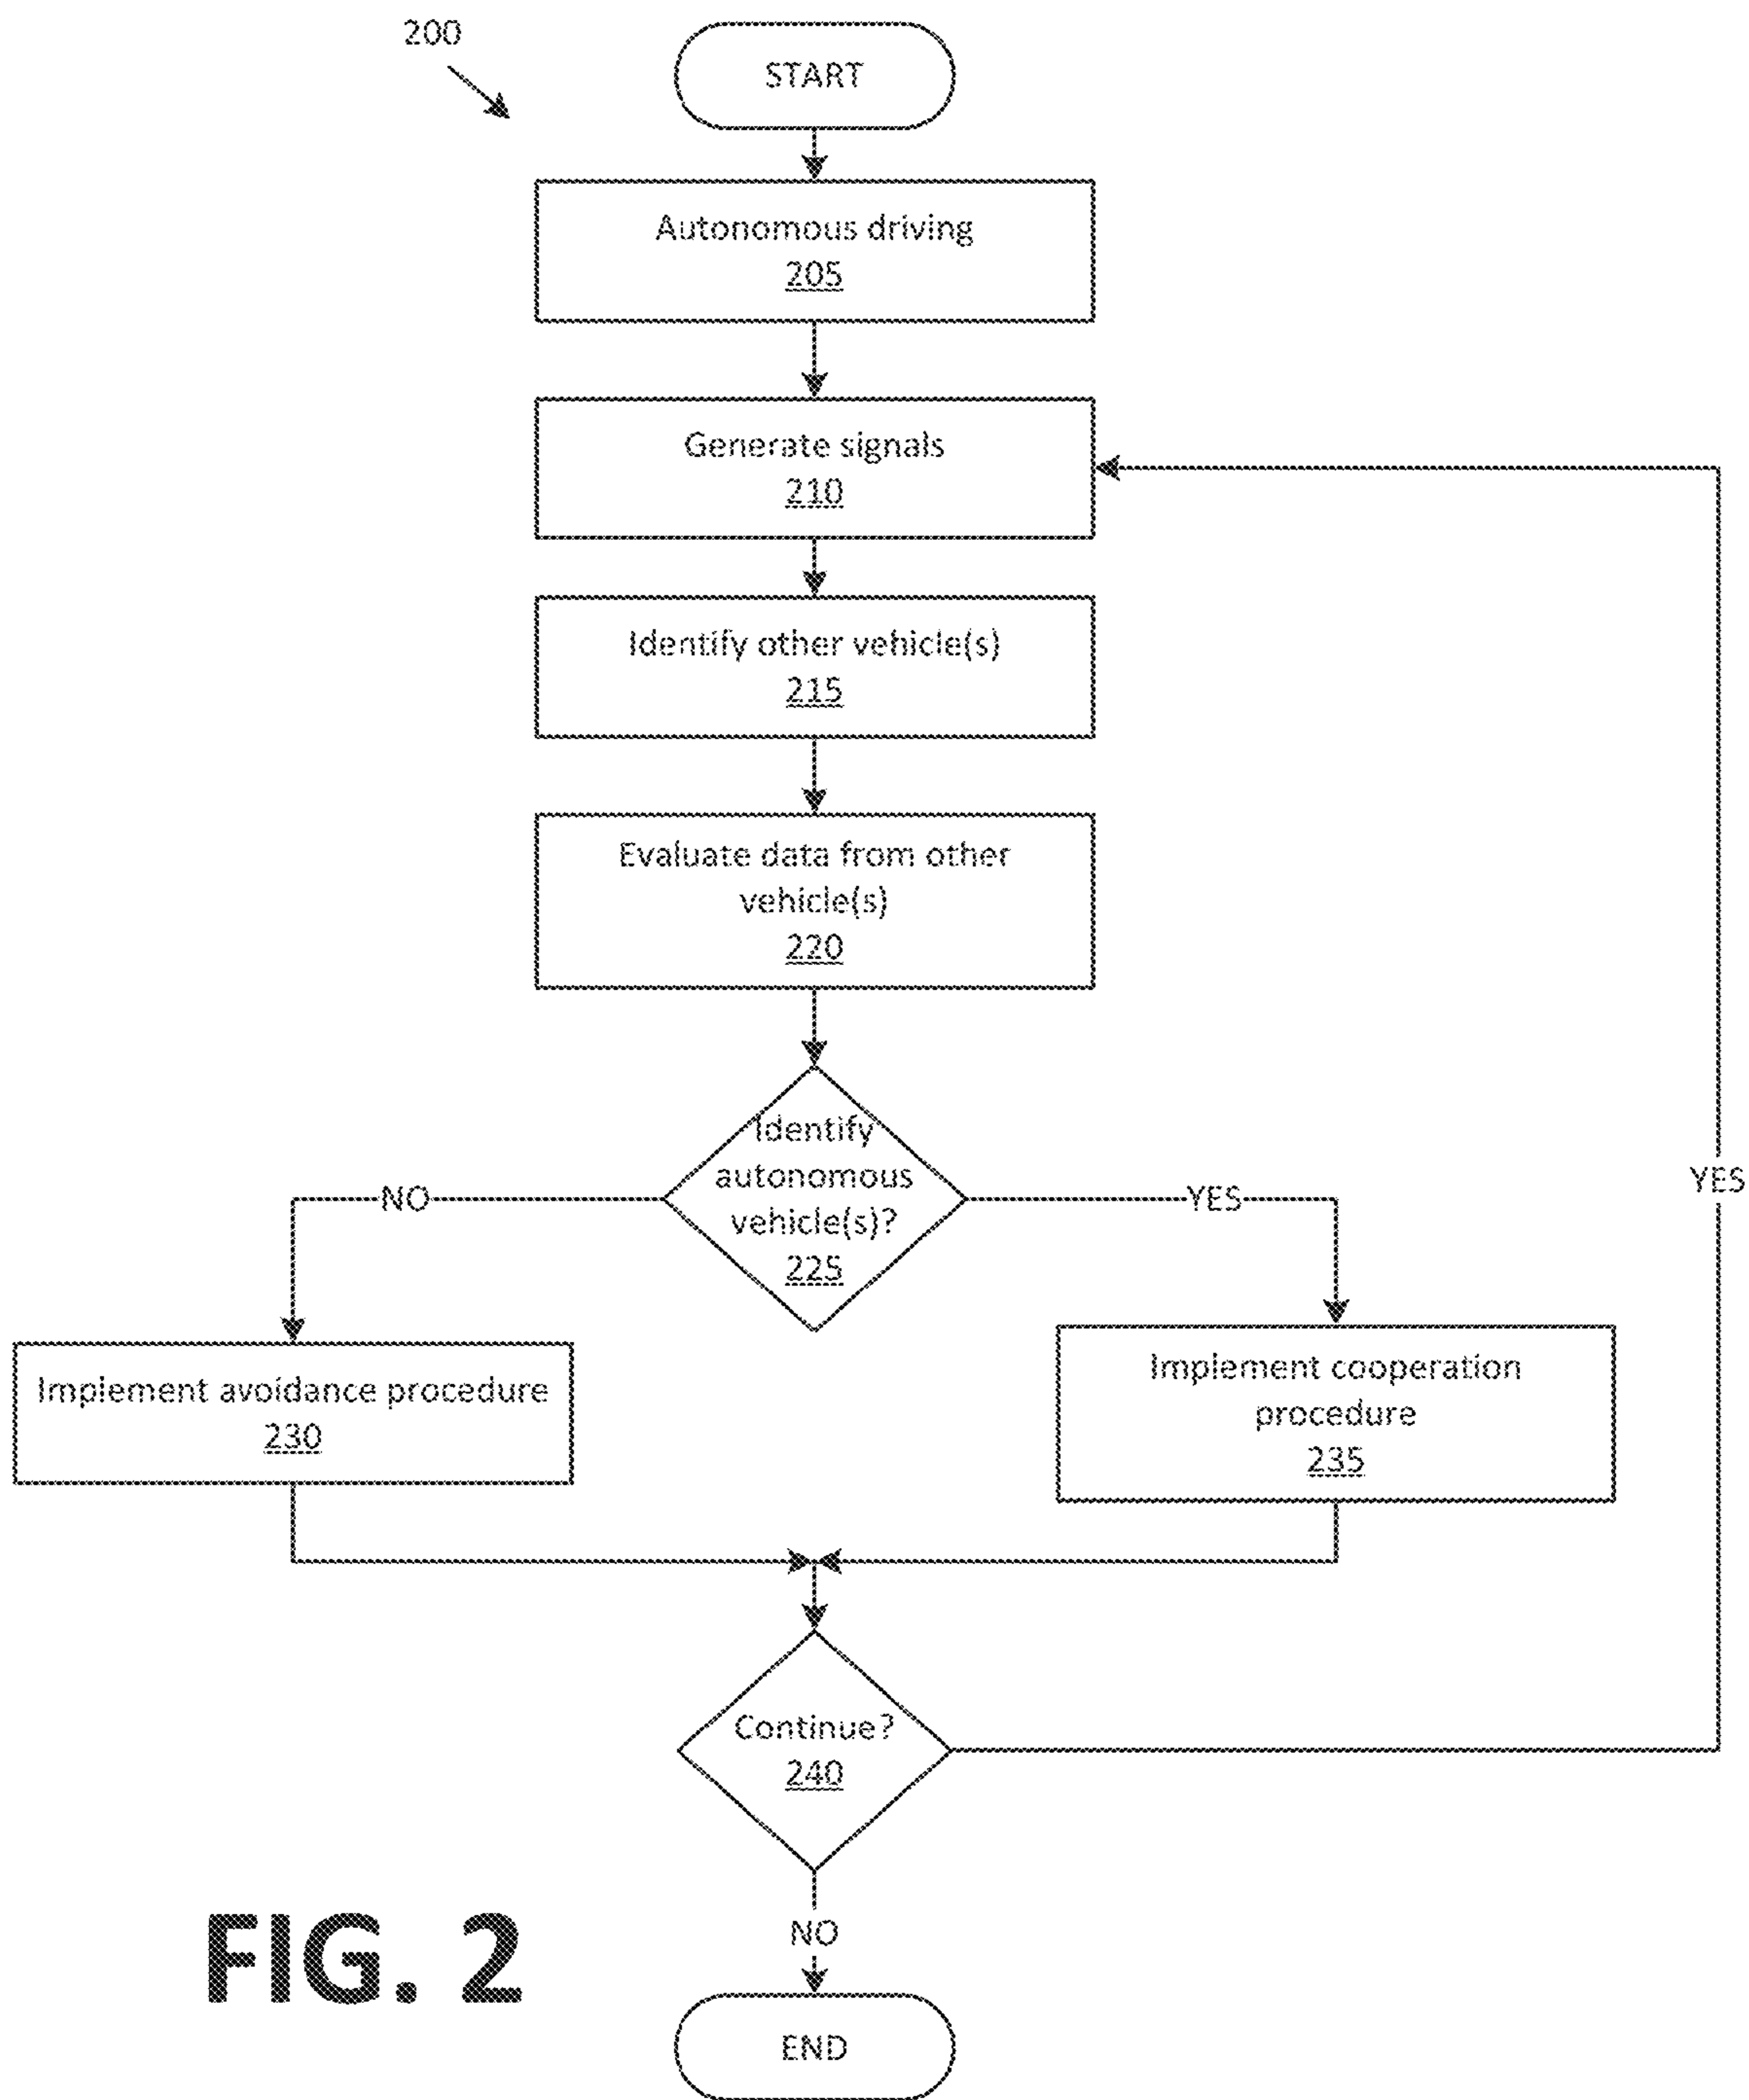 200
START
Autonomous driving
205
Generate signals
210
Identify other vehicle(s)
215
Evaluate data from other
vehicle(s)
220
Identify
autonomous
vehicle(s)?
225
NO
YES
YES
Implement avoidance procedure
230
Implement cooperation
procedure
235
Continue?
240
NO
FIG. 2
END